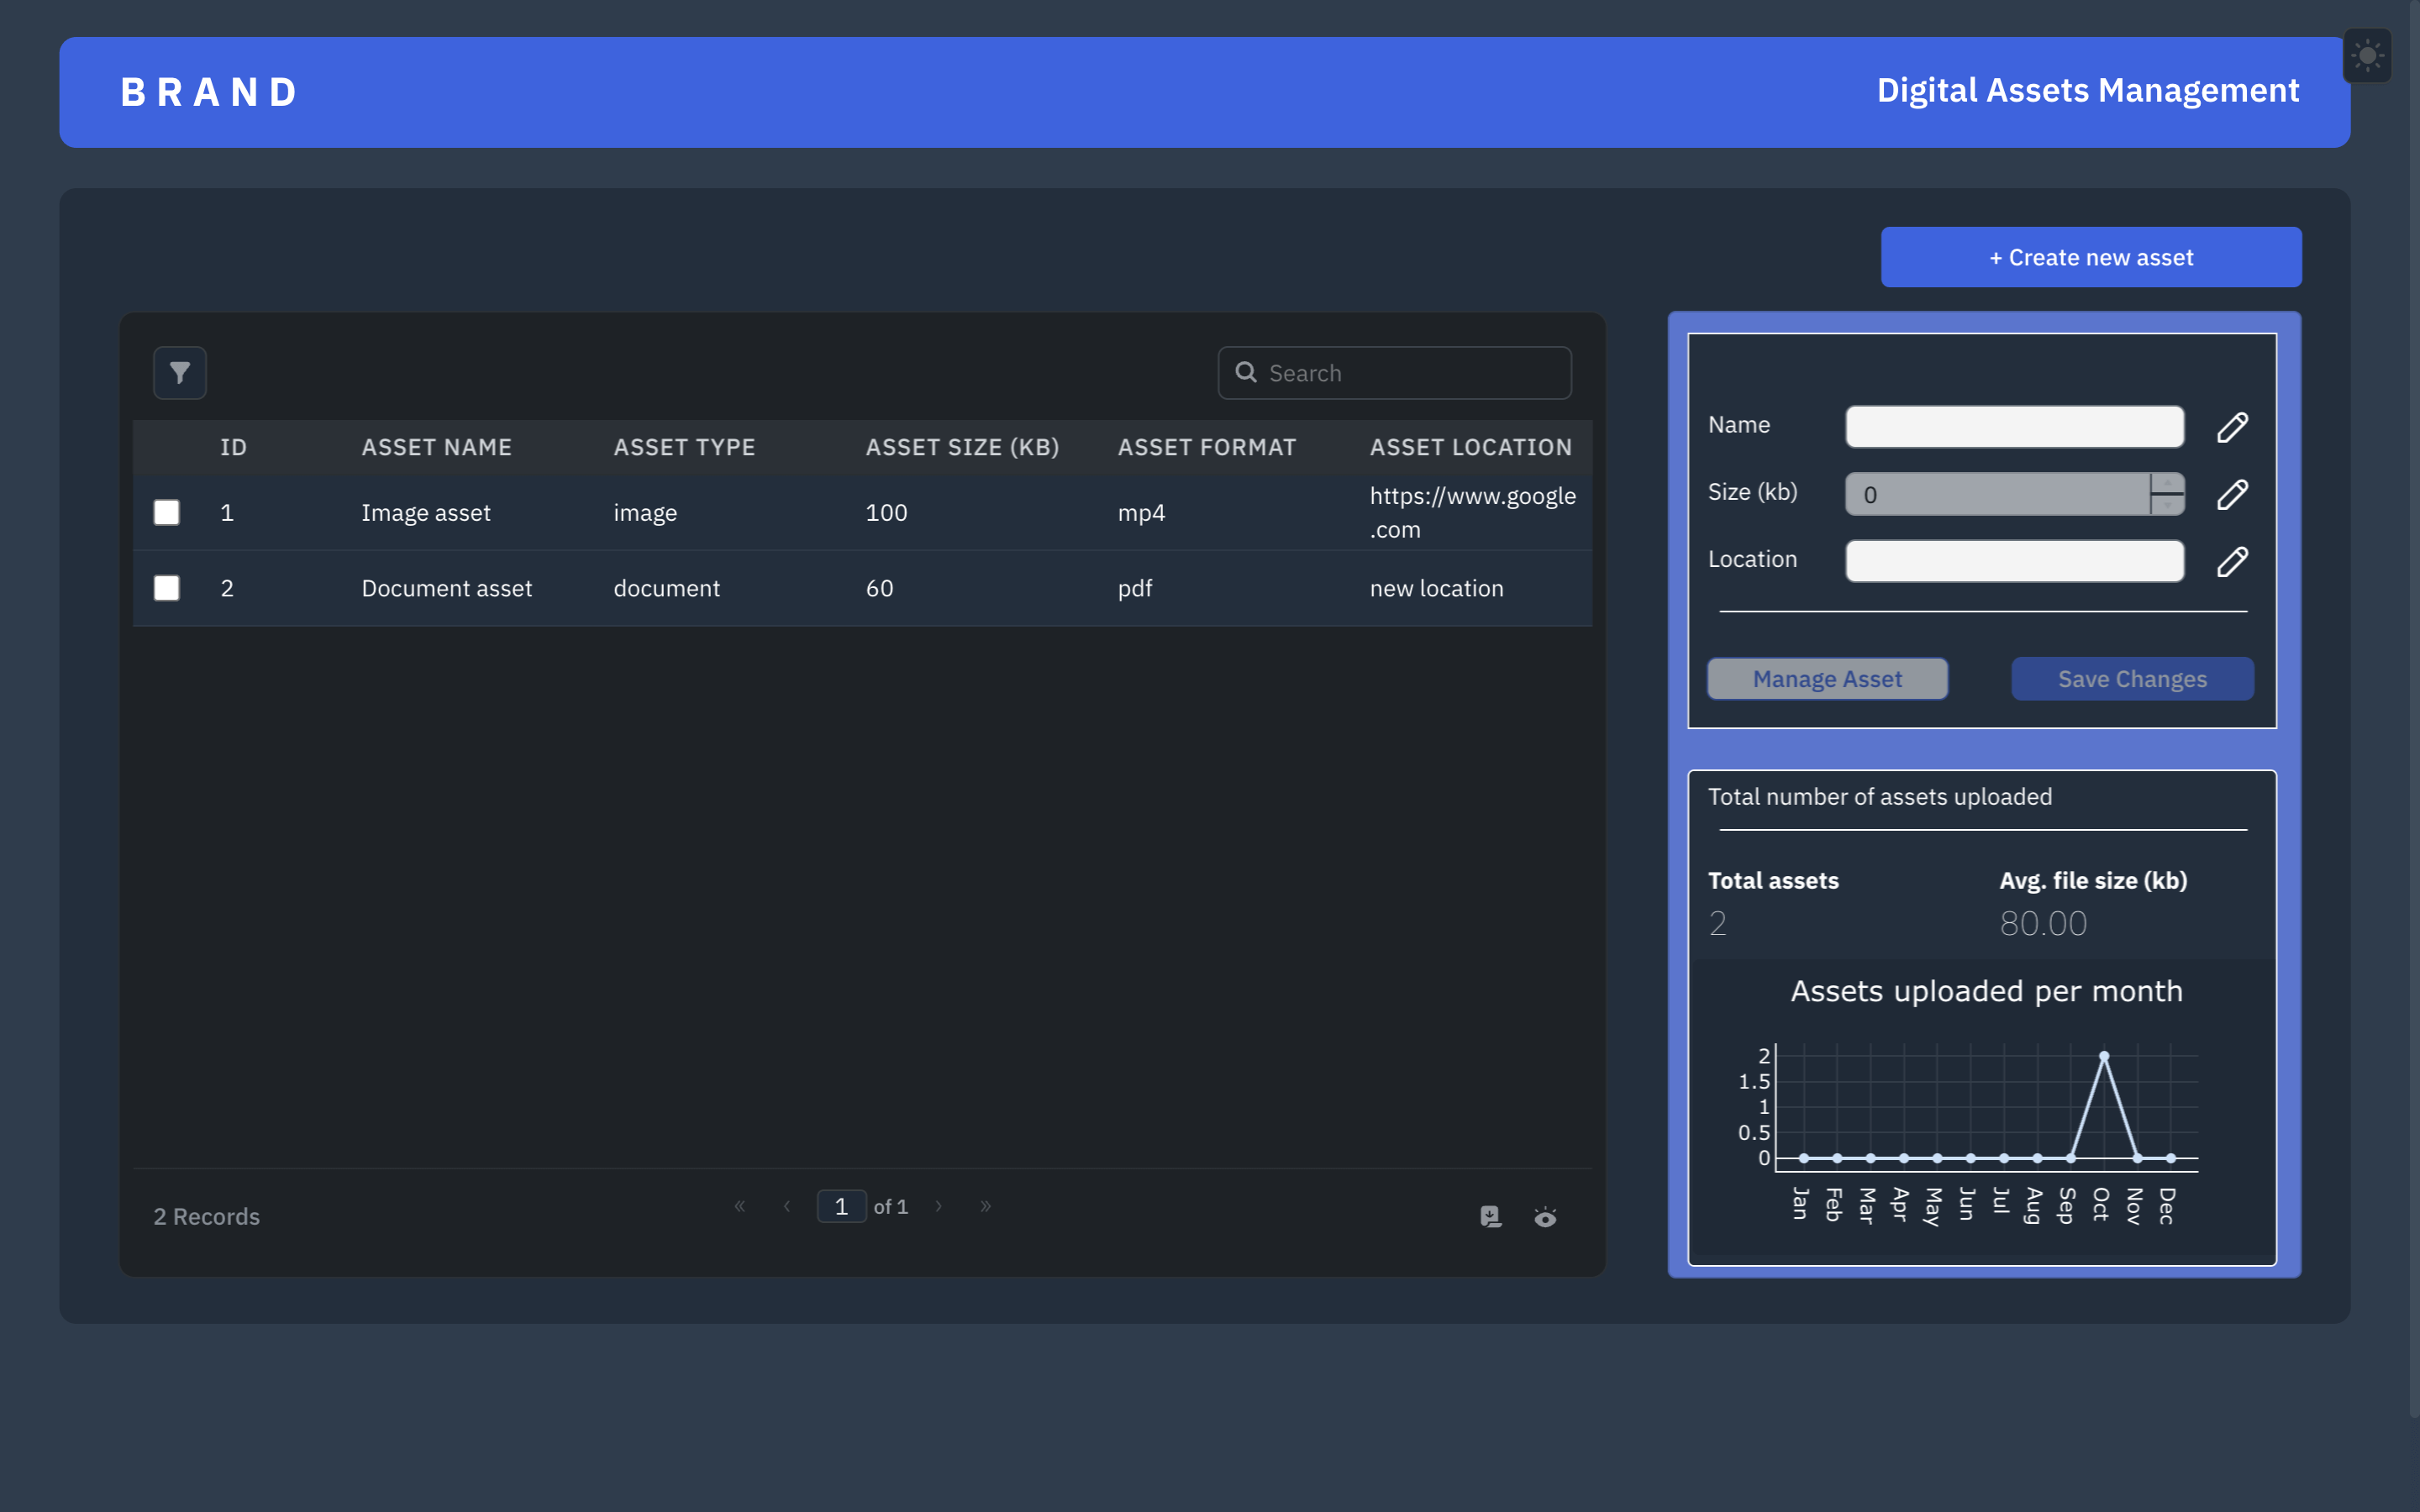 BRAND
Digital Assets Management
+ Create new asset
Search
ID ASSET NAME ASSET TYPE ASSET SIZE (KB) ASSET FORMAT ASSET LOCATION
1 Image asset image 100 mp4 https://www.google
.com
2 Document asset document 60 pdf new location
2 Records
« ‹ 1 of 1 › »
Name
Size (kb) 0
Location
Manage Asset Save Changes
Total number of assets uploaded
Total assets Avg. file size (kb)
2 80.00
Assets uploaded per month
2
1.5
1
0.5
0
Jan Feb Mar Apr May Jun Jul Aug Sep Oct Nov Dec